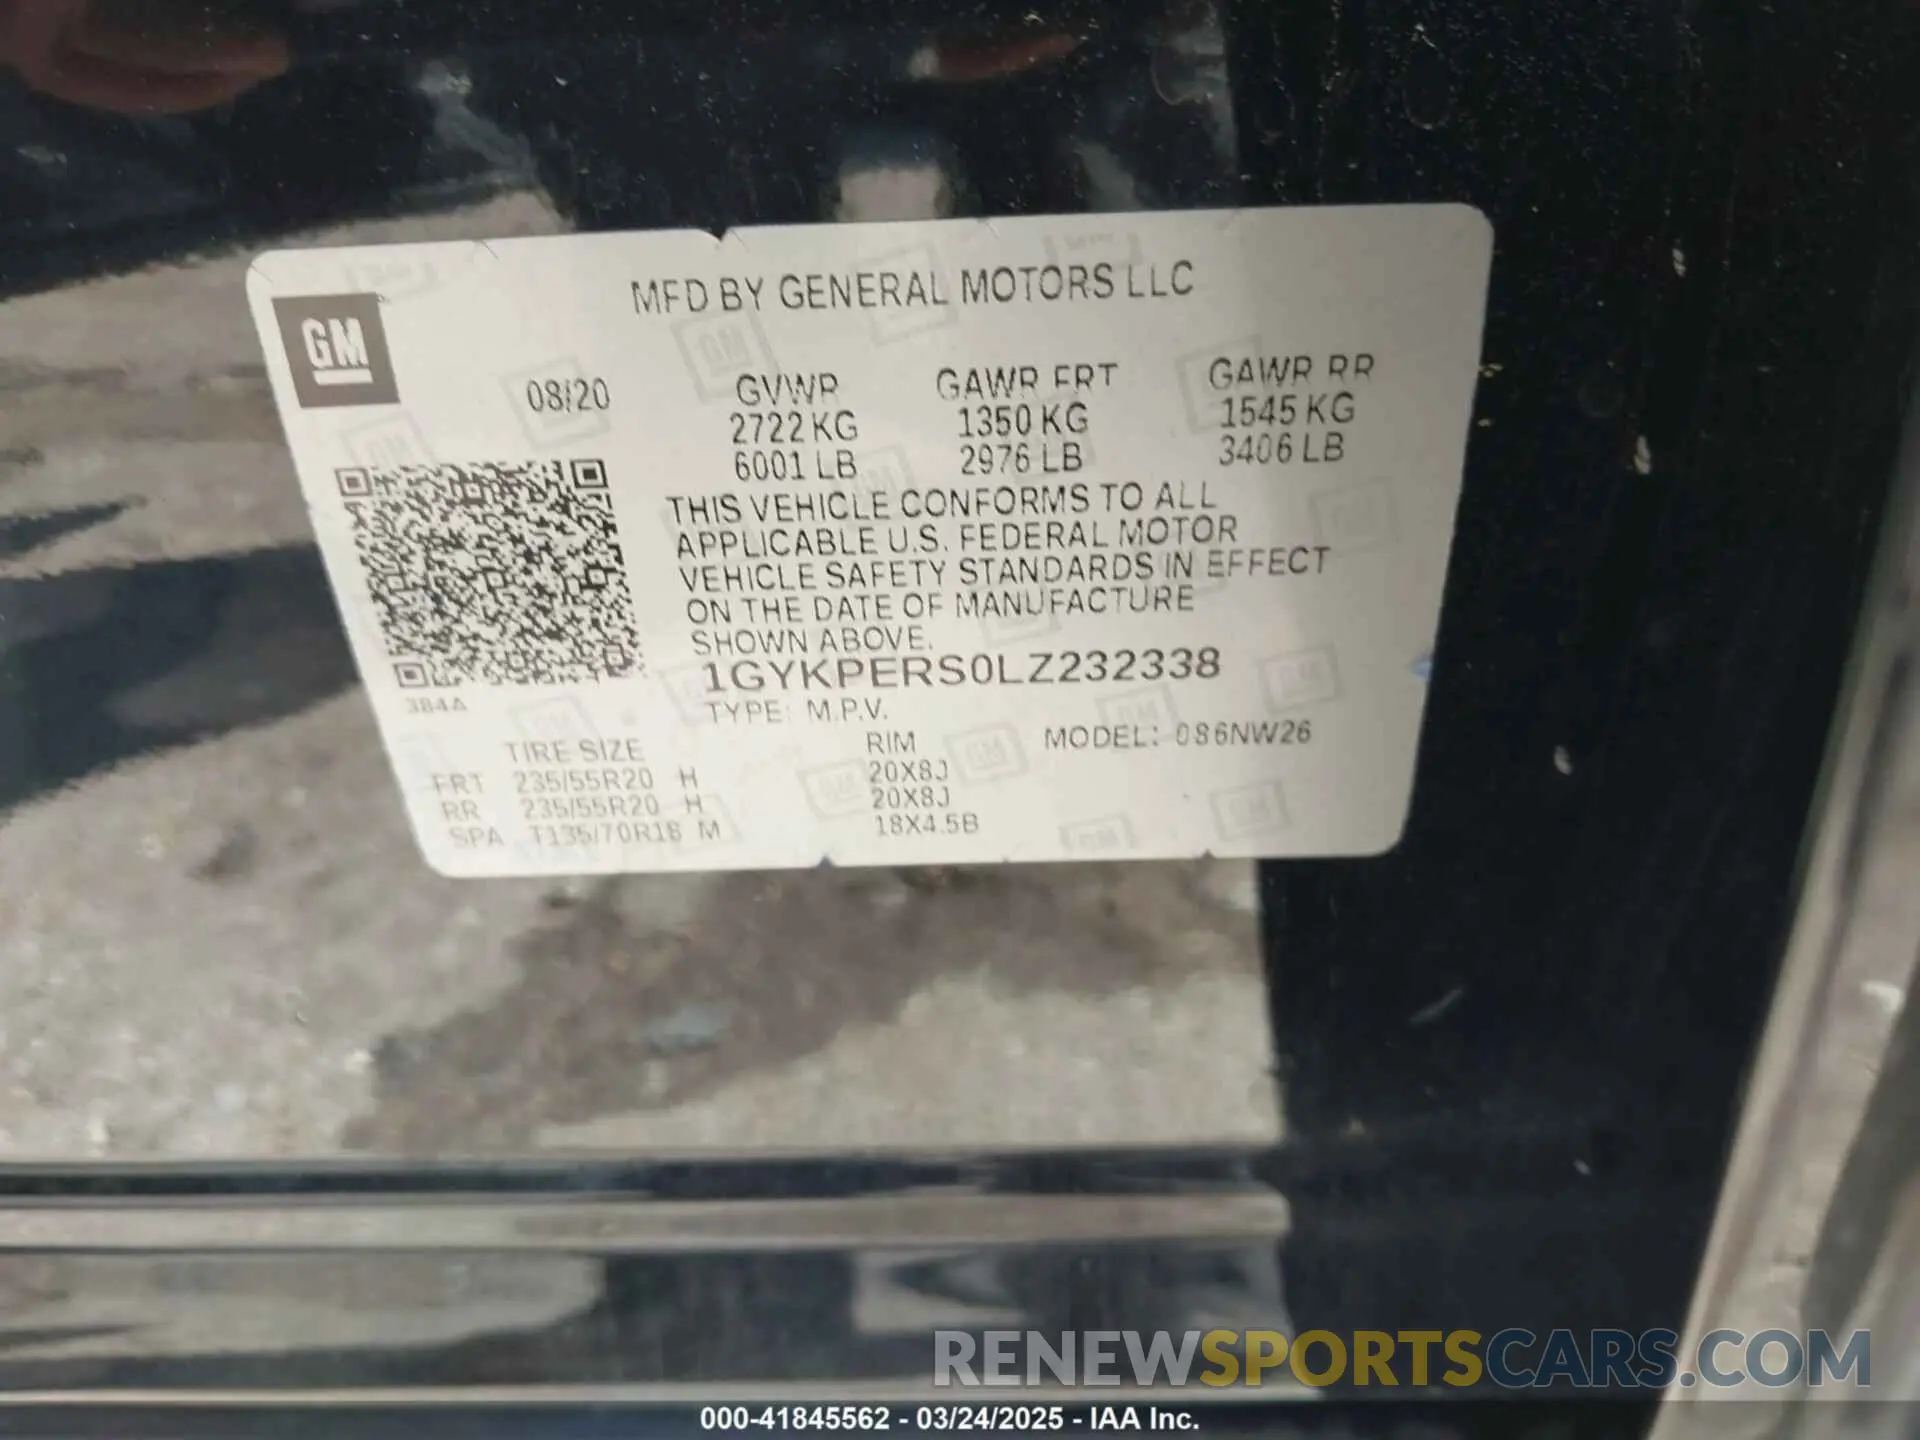 MFD BY GENERAL MOTORS LLC
GM
08/20 GVWR GAWR FRT GAWR RR
2722 KG 1350 KG 1545 KG
6001 LB 2976 LB 3406 LB
THIS VEHICLE CONFORMS TO ALL
APPLICABLE U.S. FEDERAL MOTOR
VEHICLE SAFETY STANDARDS IN EFFECT
ON THE DATE OF MANUFACTURE
SHOWN ABOVE.
1GYKPERS0LZ232338
384A
TYPE: M.P.V.
TIRE SIZE RIM MODEL: 086NW26
FRT 235/55R20 H 20X8J
RR 235/55R20 H 20X8J
SPA T135/70R18 M 18X4.5B
RENEWSPORTSCARS.COM
000-41845562 - 03/24/2025 - IAA Inc.